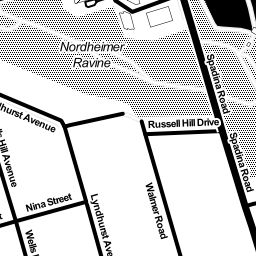 Nordheimer
Ravine
Spadina Road
Russell Hill Drive
dhurst Avenue
s Hill Avenue
Spadina Road
Nina Street
Lyndhurst Ave
Walmer Road
Wells